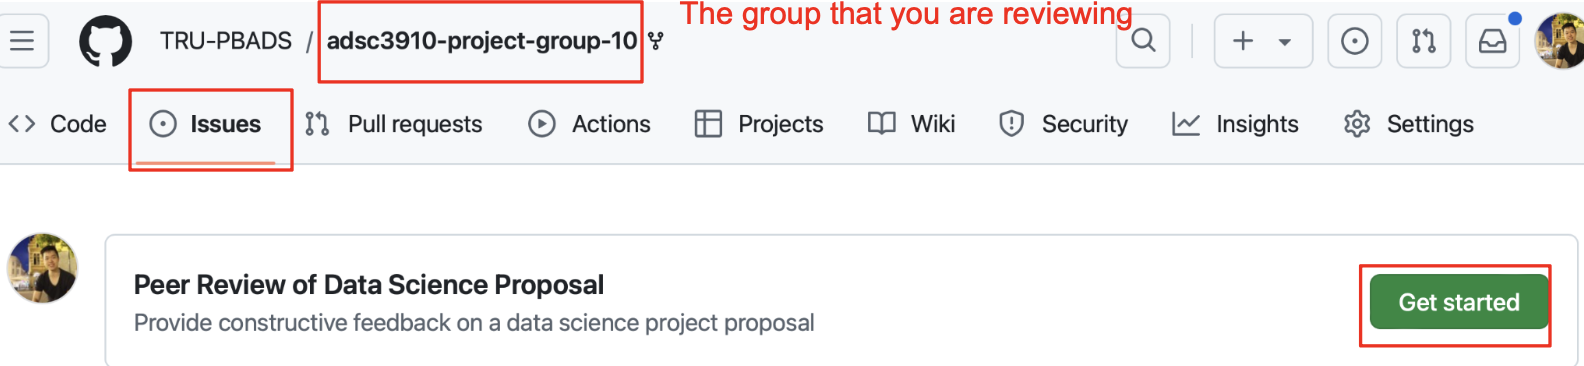 The group that you are reviewing
TRU-PBADS / adsc3910-project-group-10
Code Issues Pull requests Actions Projects Wiki Security Insights Settings
Peer Review of Data Science Proposal
Provide constructive feedback on a data science project proposal
Get started